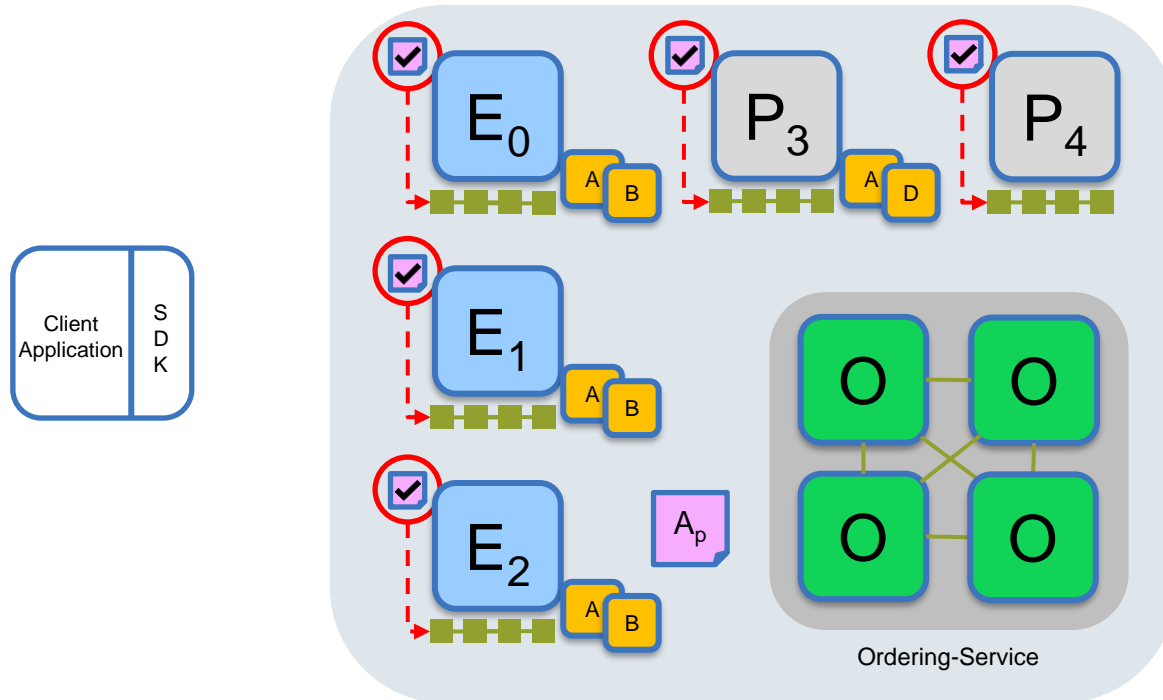 E0
A
B
P3
A
D
P4
Client
Application
S
D
K
E1
A
B
O
O
E2
A
B
Ap
O
O
Ordering-Service